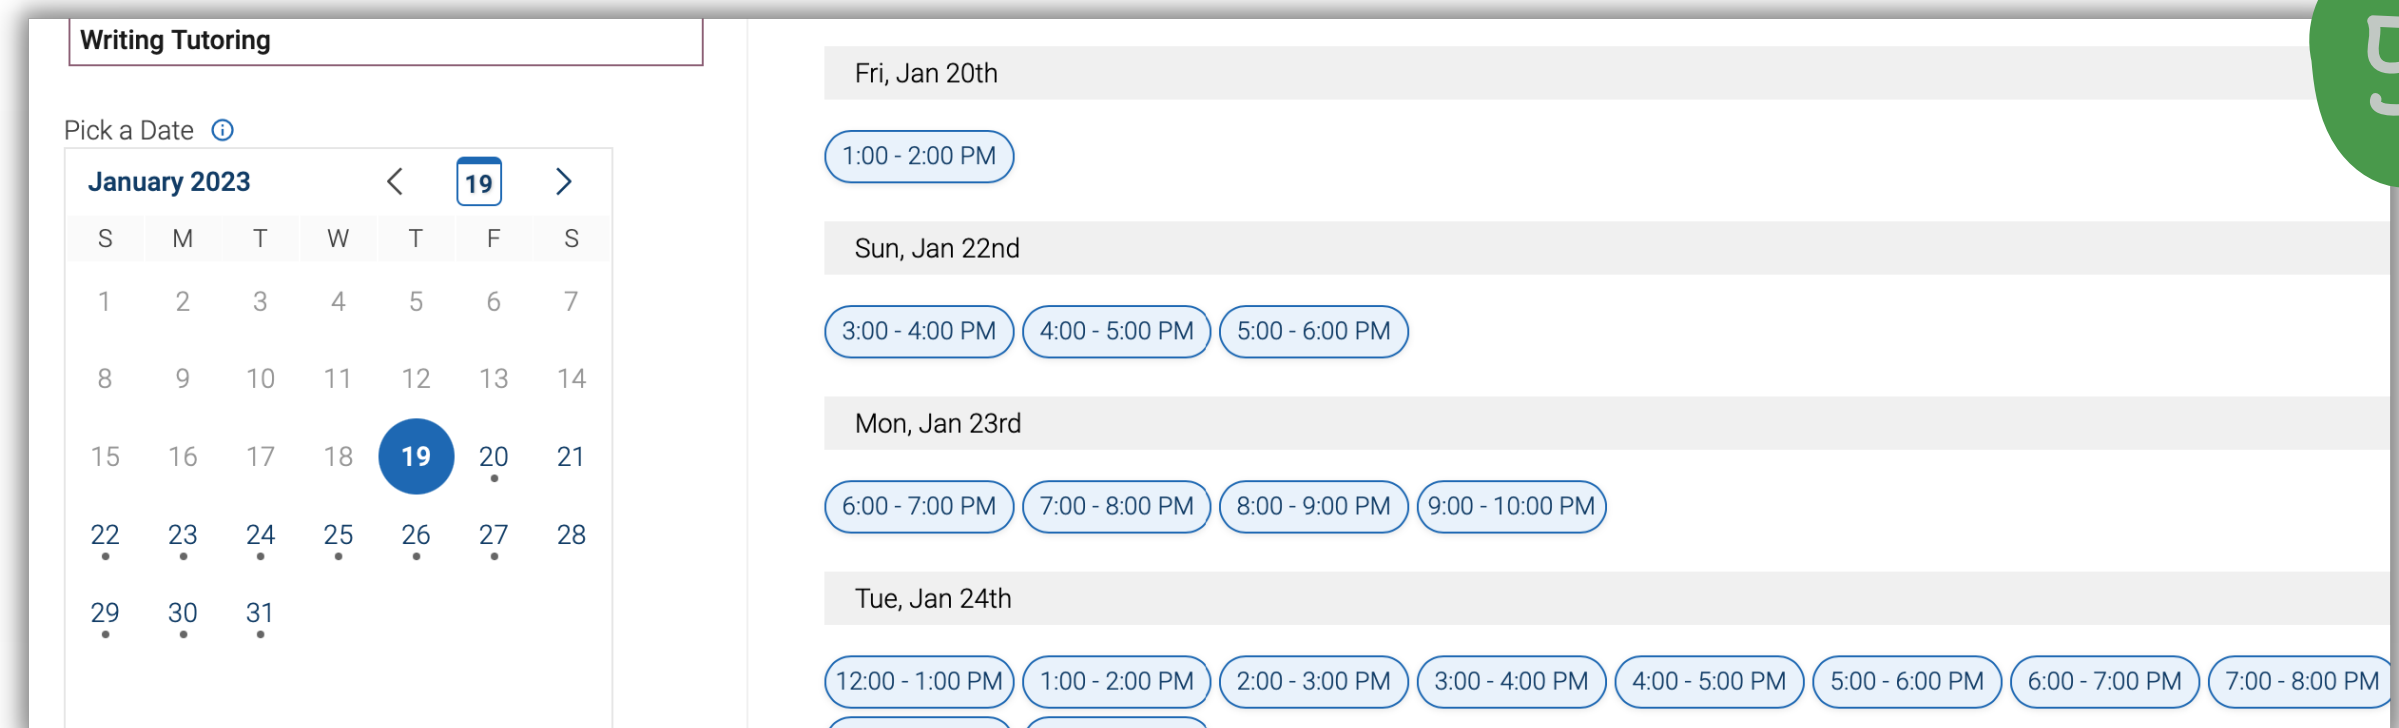 Writing Tutoring
Pick a Date
January 2023 19
S M T W T F S
1 2 3 4 5 6 7
8 9 10 11 12 13 14
15 16 17 18 19 20 21
22 23 24 25 26 27 28
29 30 31
Fri, Jan 20th
1:00 - 2:00 PM
Sun, Jan 22nd
3:00 - 4:00 PM 4:00 - 5:00 PM 5:00 - 6:00 PM
Mon, Jan 23rd
6:00 - 7:00 PM 7:00 - 8:00 PM 8:00 - 9:00 PM 9:00 - 10:00 PM
Tue, Jan 24th
12:00 - 1:00 PM 1:00 - 2:00 PM 2:00 - 3:00 PM 3:00 - 4:00 PM 4:00 - 5:00 PM 5:00 - 6:00 PM 6:00 - 7:00 PM 7:00 - 8:00 PM